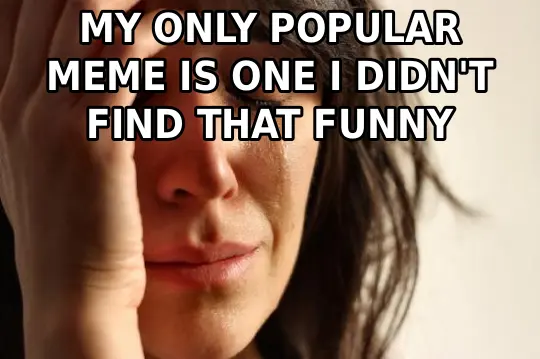 MY ONLY POPULAR
MEME IS ONE I DIDN'T
FIND THAT FUNNY